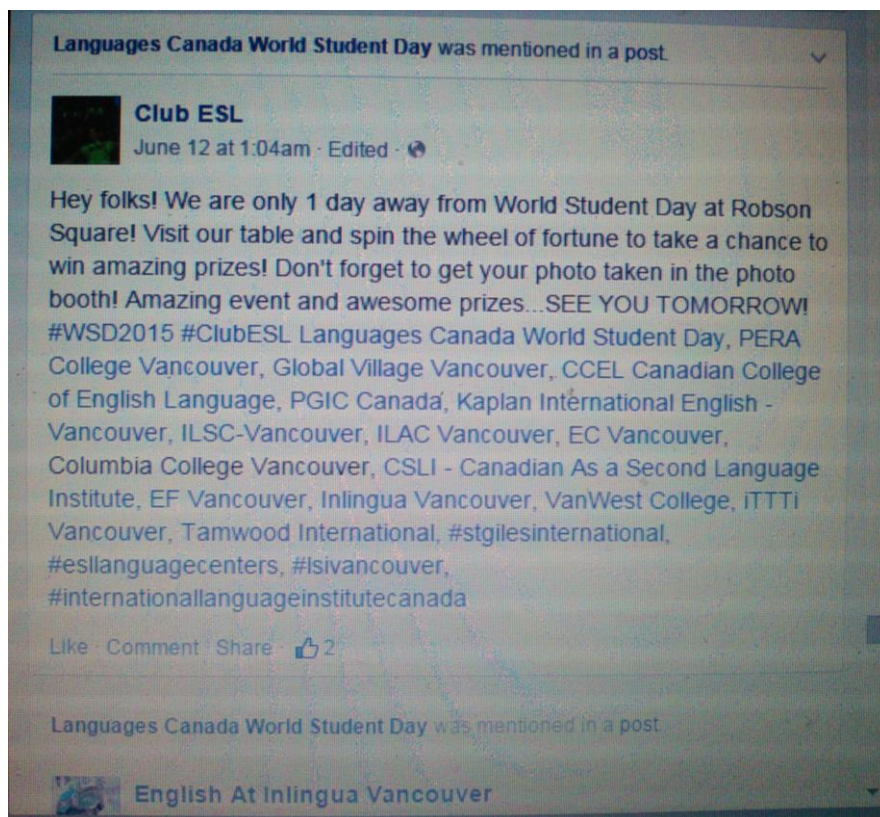 Languages Canada World Student Day was mentioned in a post.
Club ESL
June 12 at 1:04am · Edited ·
Hey folks! We are only 1 day away from World Student Day at Robson
Square! Visit our table and spin the wheel of fortune to take a chance to
win amazing prizes! Don't forget to get your photo taken in the photo
booth! Amazing event and awesome prizes...SEE YOU TOMORROW!
#WSD2015 #ClubESL Languages Canada World Student Day, PERA
College Vancouver, Global Village Vancouver, CCEL Canadian College
of English Language, PGIC Canada, Kaplan International English -
Vancouver, ILSC-Vancouver, ILAC Vancouver, EC Vancouver,
Columbia College Vancouver, CSLI - Canadian As a Second Language
Institute, EF Vancouver, Inlingua Vancouver, VanWest College, iTTTi
Vancouver, Tamwood International, #stgilesinternational,
#esllanguagecenters, #lsivancouver,
#internationallanguageinstitutecanada
Like · Comment · Share · 2
Languages Canada World Student Day was mentioned in a post.
English At Inlingua Vancouver